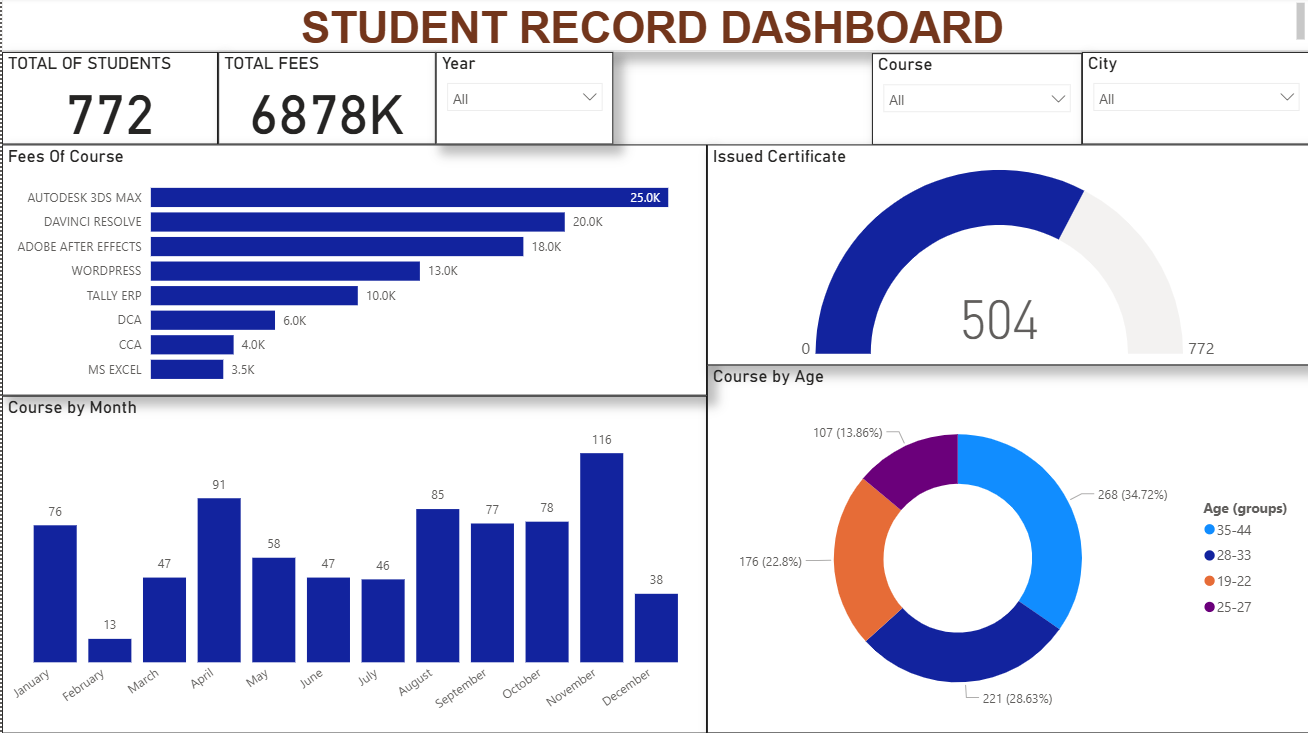 STUDENT RECORD DASHBOARD
TOTAL OF STUDENTS
772
TOTAL FEES
6878K
Year
All
Course
All
City
All
Fees Of Course
AUTODESK 3DS MAX 25.0K
DAVINCI RESOLVE 20.0K
ADOBE AFTER EFFECTS 18.0K
WORDPRESS 13.0K
TALLY ERP 10.0K
DCA 6.0K
CCA 4.0K
MS EXCEL 3.5K
Issued Certificate
504
0 772
Course by Month
76 13 47 91 58 47 46 85 77 78 116 38
January February March April May June July August September October November December
Course by Age
107 (13.86%)
268 (34.72%)
176 (22.8%)
221 (28.63%)
Age (groups)
35-44
28-33
19-22
25-27